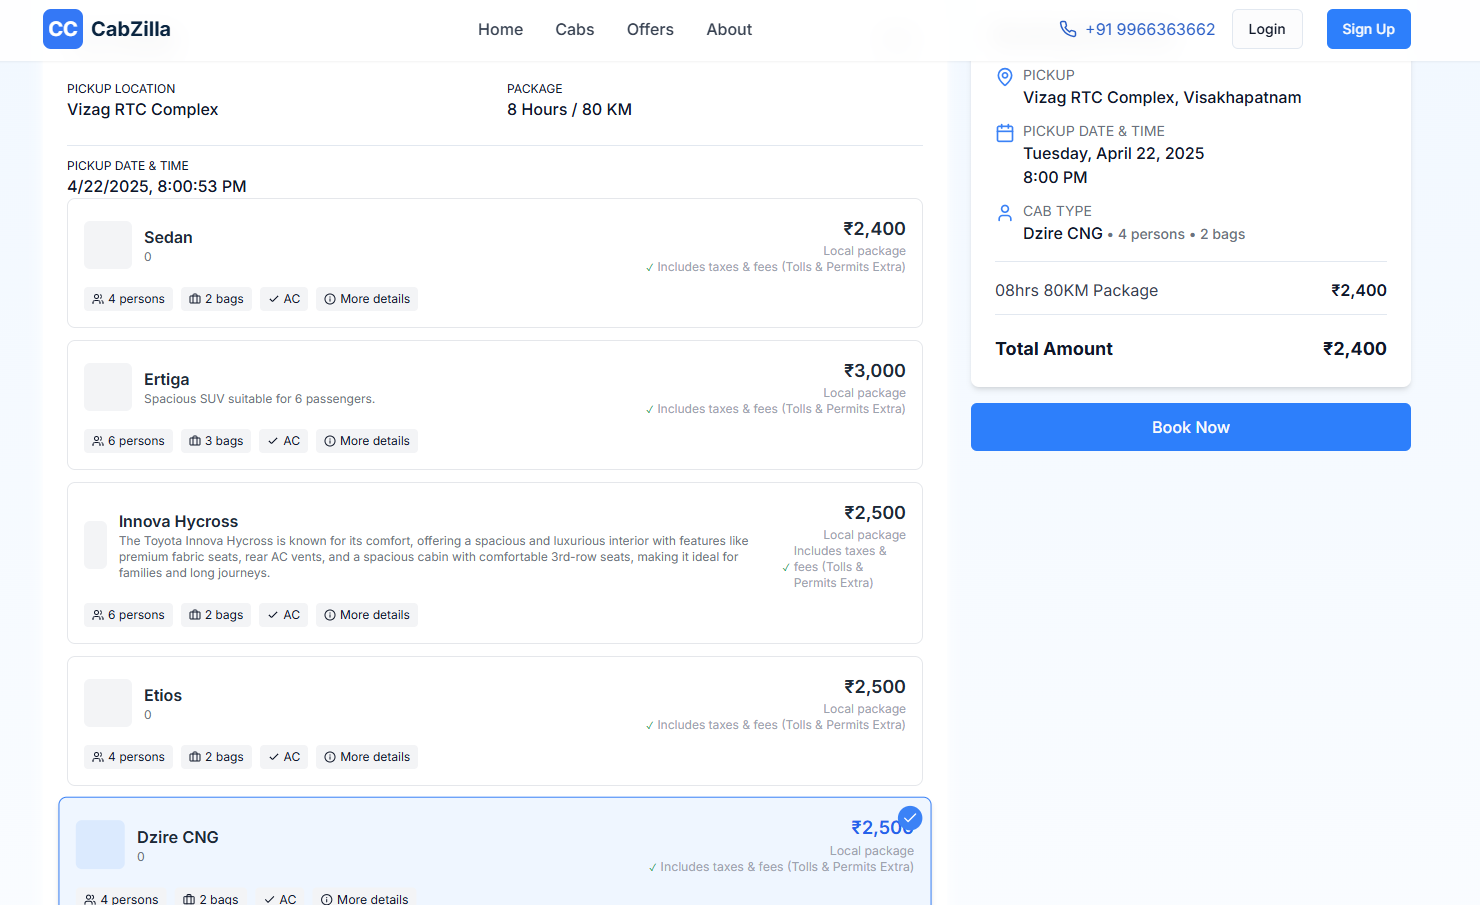 CC CabZilla
Home Cabs Offers About
+91 9966363662 Login Sign Up
PICKUP LOCATION
Vizag RTC Complex
PACKAGE
8 Hours / 80 KM
PICKUP DATE & TIME
4/22/2025, 8:00:53 PM
Sedan
0
₹2,400
Local package
✓ Includes taxes & fees (Tolls & Permits Extra)
4 persons 2 bags AC More details
Ertiga
Spacious SUV suitable for 6 passengers.
₹3,000
Local package
✓ Includes taxes & fees (Tolls & Permits Extra)
6 persons 3 bags AC More details
Innova Hycross
The Toyota Innova Hycross is known for its comfort, offering a spacious and luxurious interior with features like
premium fabric seats, rear AC vents, and a spacious cabin with comfortable 3rd-row seats, making it ideal for
families and long journeys.
₹2,500
Local package
Includes taxes &
✓ fees (Tolls &
Permits Extra)
6 persons 2 bags AC More details
Etios
0
₹2,500
Local package
✓ Includes taxes & fees (Tolls & Permits Extra)
4 persons 2 bags AC More details
Dzire CNG
0
₹2,500
Local package
✓ Includes taxes & fees (Tolls & Permits Extra)
4 persons 2 bags AC More details
PICKUP
Vizag RTC Complex, Visakhapatnam
PICKUP DATE & TIME
Tuesday, April 22, 2025
8:00 PM
CAB TYPE
Dzire CNG • 4 persons • 2 bags
08hrs 80KM Package ₹2,400
Total Amount ₹2,400
Book Now